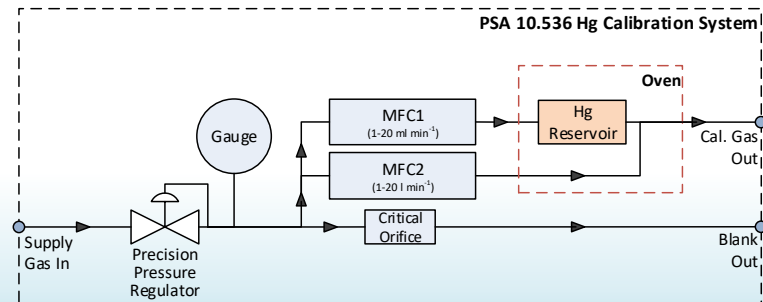 PSA 10.536 Hg Calibration System
Oven
Gauge
MFC1
(1-20 ml min⁻¹)
Hg
Reservoir
Cal. Gas
Out
MFC2
(1-20 l min⁻¹)
Supply
Gas In
Precision
Pressure
Regulator
Critical
Orifice
Blank
Out